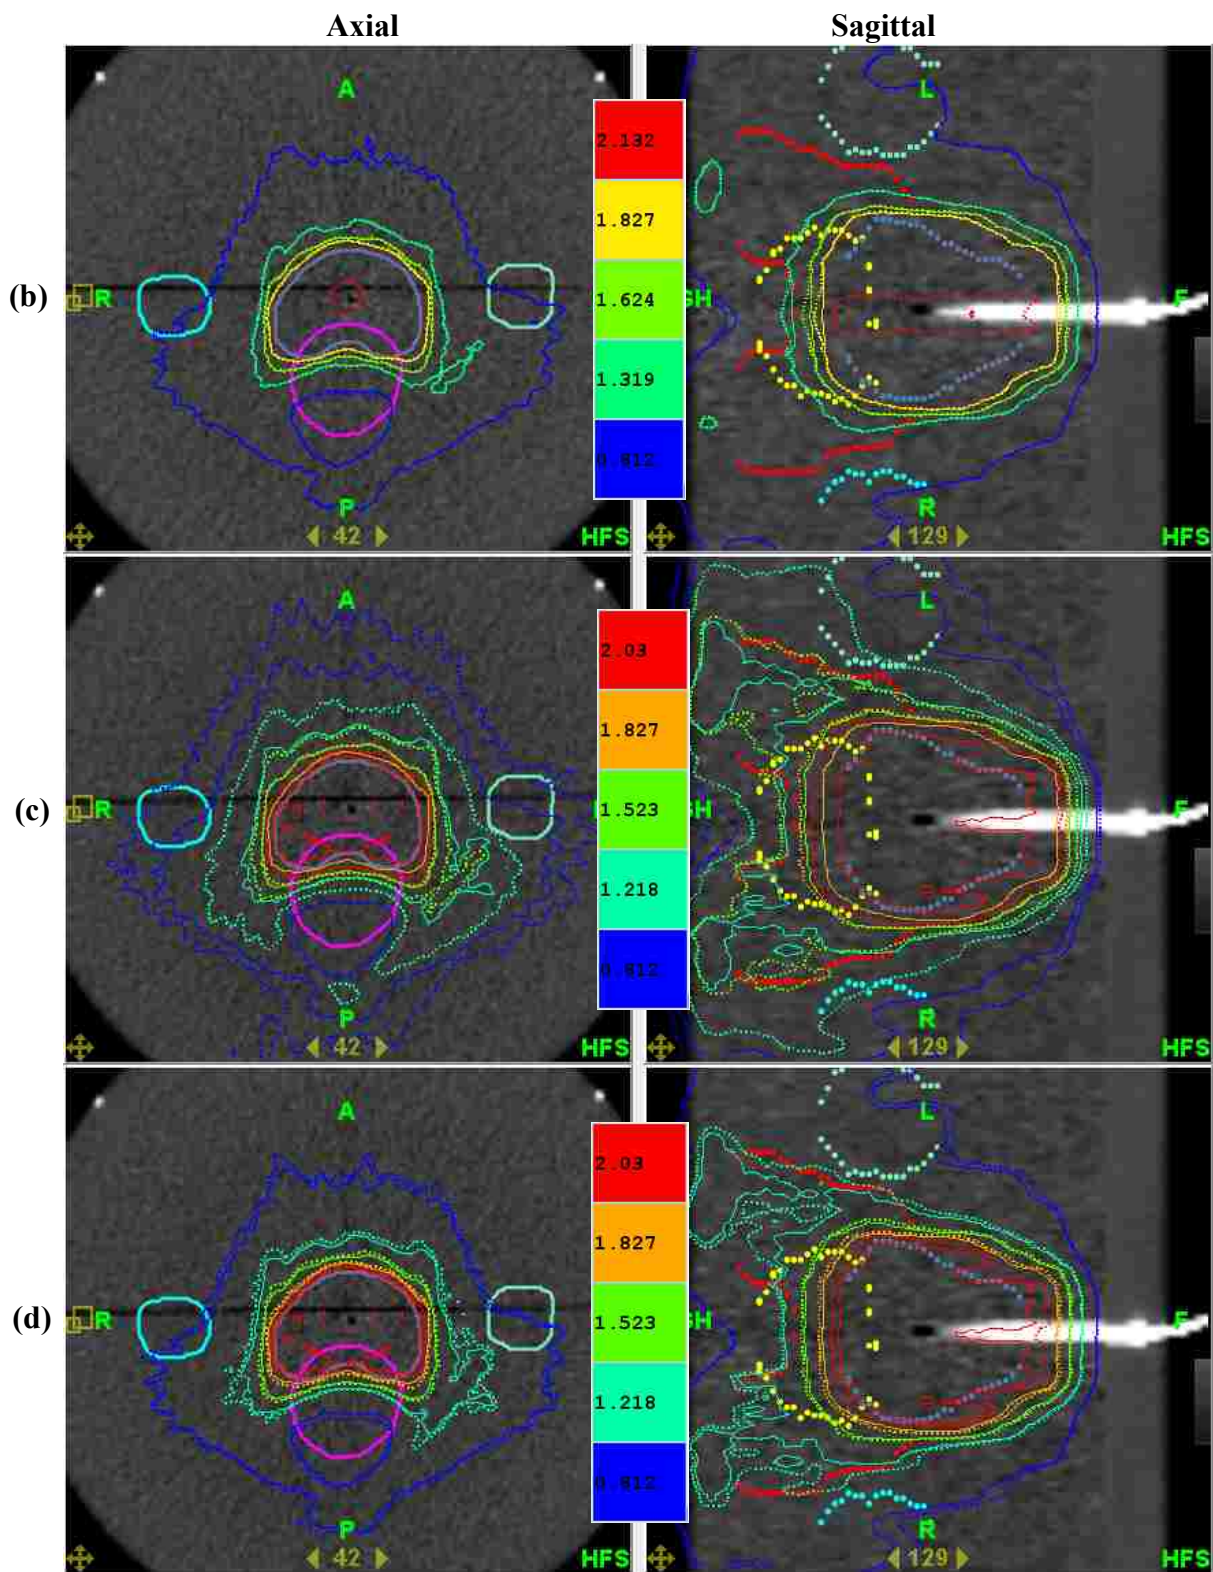 Axial Sagittal
A L
2.132
1.827
(b) R 1.624 H F
1.319
0.812
P R
42 HFS 129 HFS
A L
2.03
1.827
(c) R 1.523 H F
1.218
0.812
P R
42 HFS 129 HFS
A L
2.03
1.827
(d) R 1.523 H F
1.218
0.812
P R
42 HFS 129 HFS